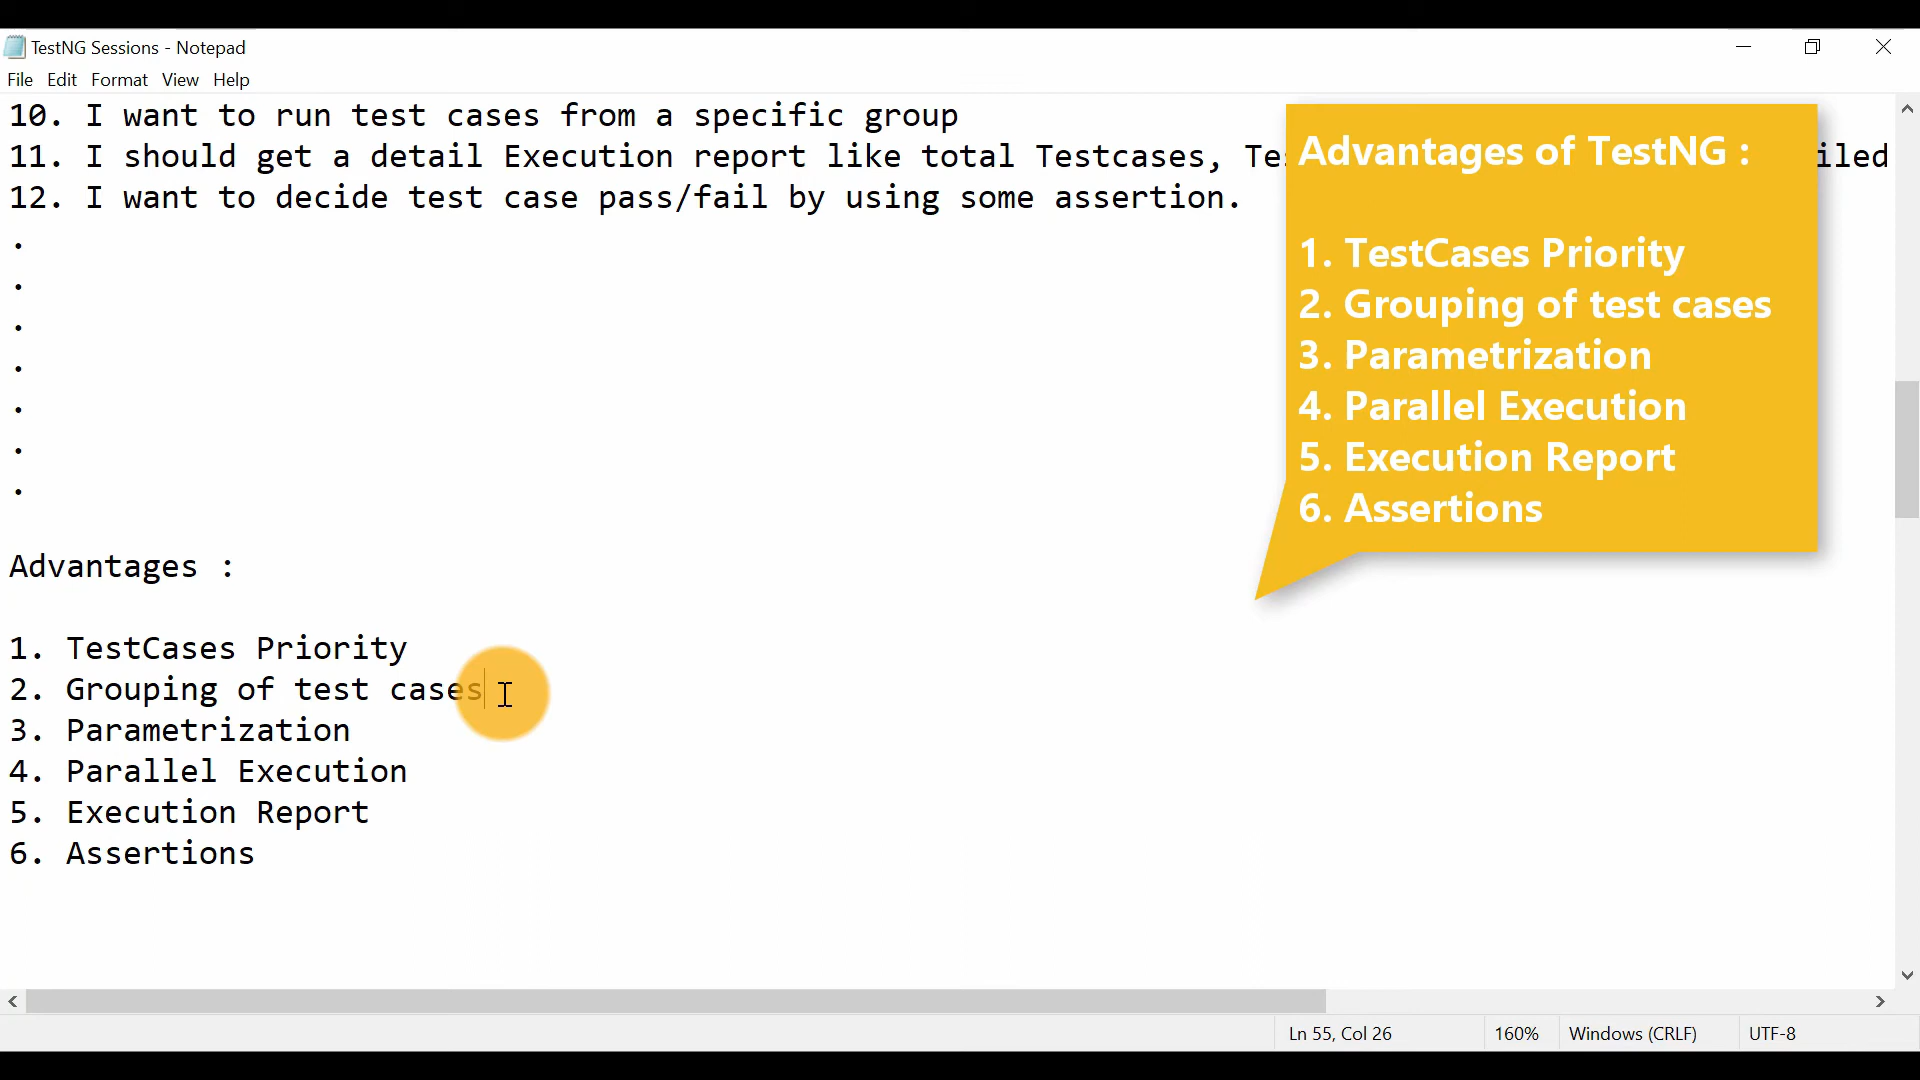 TestNG Sessions - Notepad
File Edit Format View Help
10. I want to run test cases from a specific group
11. I should get a detail Execution report like total Testcases, Te iled
12. I want to decide test case pass/fail by using some assertion.
.
.
.
.
.
.
.
Advantages :
1. TestCases Priority
2. Grouping of test cases
3. Parametrization
4. Parallel Execution
5. Execution Report
6. Assertions
Advantages of TestNG :
1. TestCases Priority
2. Grouping of test cases
3. Parametrization
4. Parallel Execution
5. Execution Report
6. Assertions
Ln 55, Col 26 160% Windows (CRLF) UTF-8